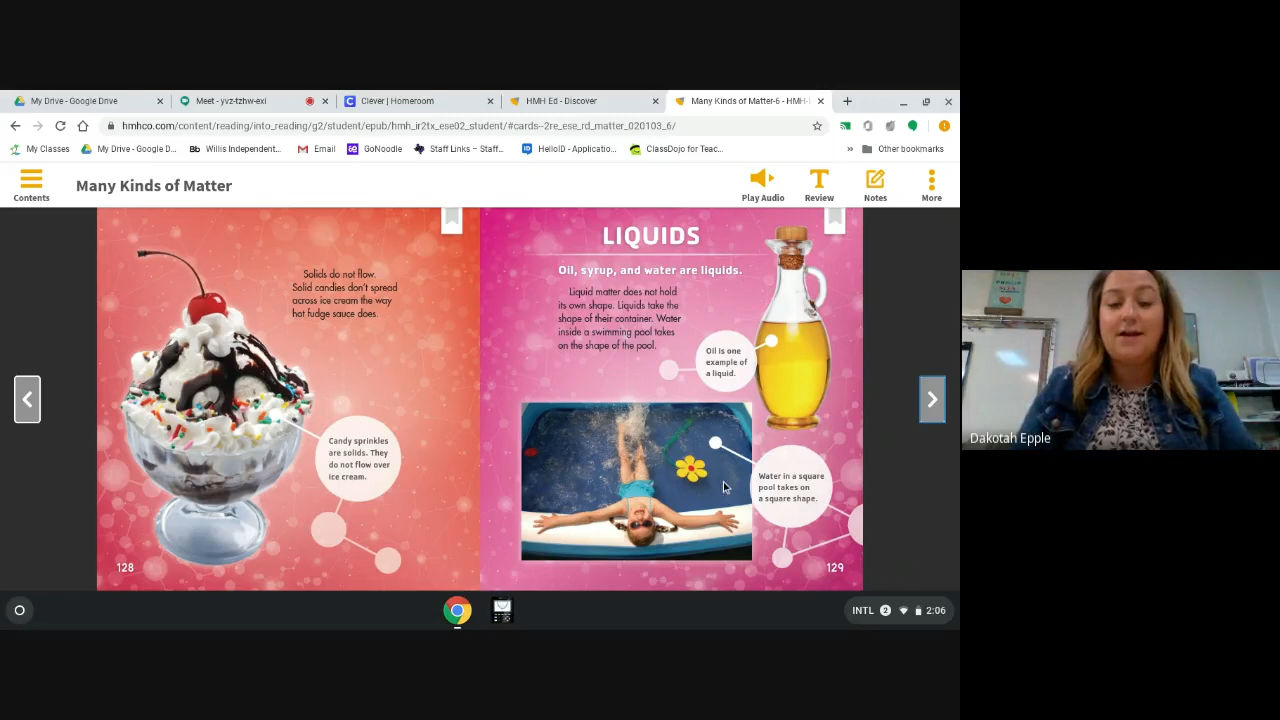 My Drive - Google Drive
Meet - yvz-tzhw-exi
Clever | Homeroom
HMH Ed - Discover
Many Kinds of Matter-6 - HMH-
hmhco.com/content/reading/into_reading/g2/student/epub/hmh_ir2tx_ese02_student/#cards--2re_ese_rd_matter_020103_6/
My Classes
My Drive - Google D...
Bb Willis Independent...
Email
GoNoodle
Staff Links – Staff...
HelloID - Applicatio...
ClassDojo for Teac...
» Other bookmarks
Contents
Many Kinds of Matter
Play Audio
Review
Notes
More
Solids do not flow.
Solid candies don't spread
across ice cream the way
hot fudge sauce does.
Candy sprinkles
are solids. They
do not flow over
ice cream.
128
LIQUIDS
Oil, syrup, and water are liquids.
Liquid matter does not hold
its own shape. Liquids take the
shape of their container. Water
inside a swimming pool takes
on the shape of the pool.
Oil is one
example of
a liquid.
Water in a square
pool takes on
a square shape.
129
INTL 2 2:06
Dakotah Epple